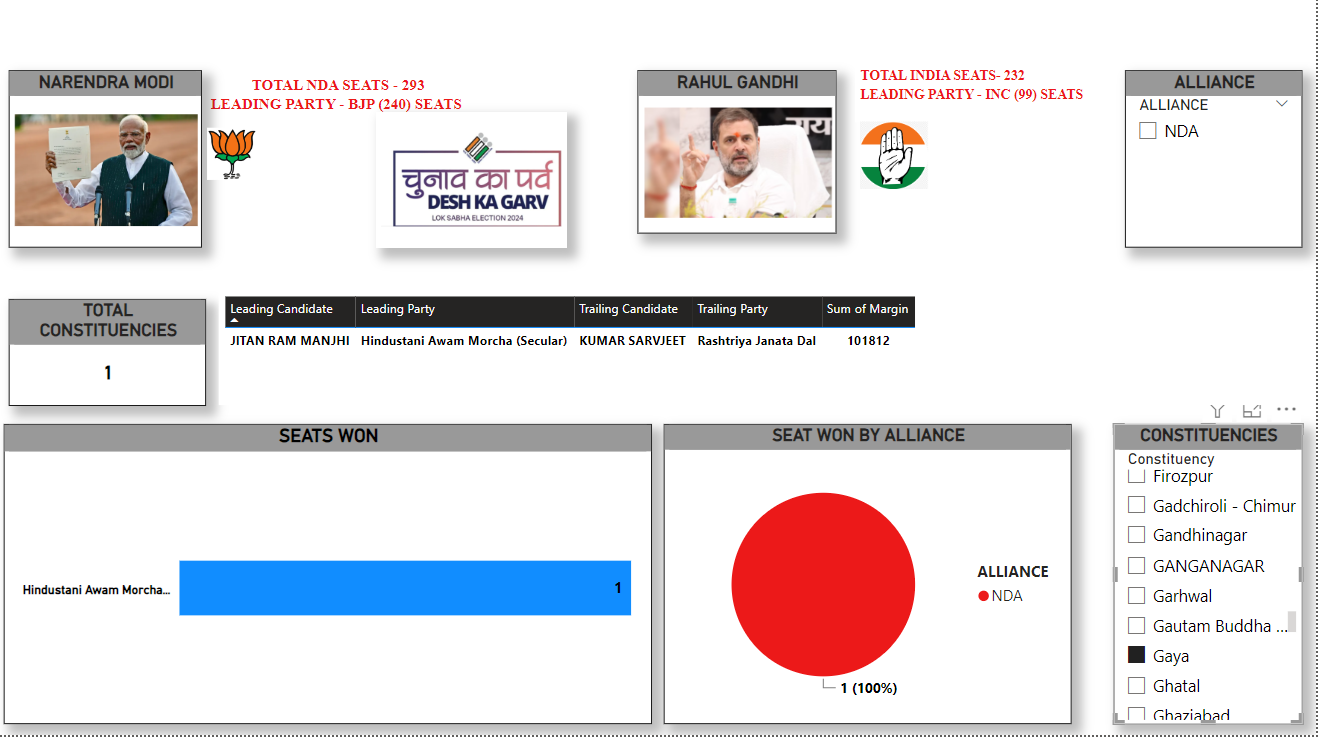 NARENDRA MODI
TOTAL NDA SEATS - 293
LEADING PARTY - BJP (240) SEATS
चुनाव का पर्व
DESH KA GARV
LOK SABHA ELECTION 2024
RAHUL GANDHI
TOTAL INDIA SEATS- 232
LEADING PARTY - INC (99) SEATS
ALLIANCE
ALLIANCE
NDA
TOTAL
CONSTITUENCIES
1
Leading Candidate Leading Party Trailing Candidate Trailing Party Sum of Margin
JITAN RAM MANJHI Hindustani Awam Morcha (Secular) KUMAR SARVJEET Rashtriya Janata Dal 101812
SEATS WON
Hindustani Awam Morcha... 1
SEAT WON BY ALLIANCE
ALLIANCE
NDA
1 (100%)
CONSTITUENCIES
Constituency
Firozpur
Gadchiroli - Chimur
Gandhinagar
GANGANAGAR
Garhwal
Gautam Buddha ...
Gaya
Ghatal
Ghaziabad